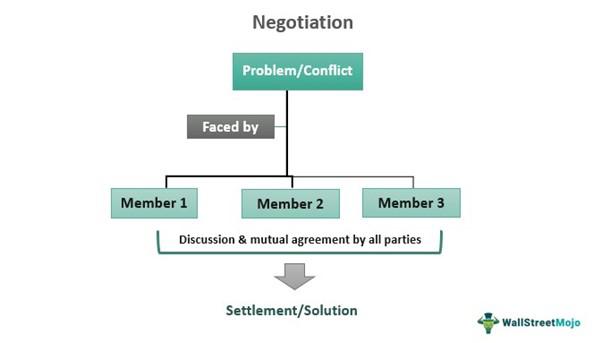 Negotiation
Problem/Conflict
Faced by
Member 1
Member 2
Member 3
Discussion & mutual agreement by all parties
Settlement/Solution
WallStreetMojo